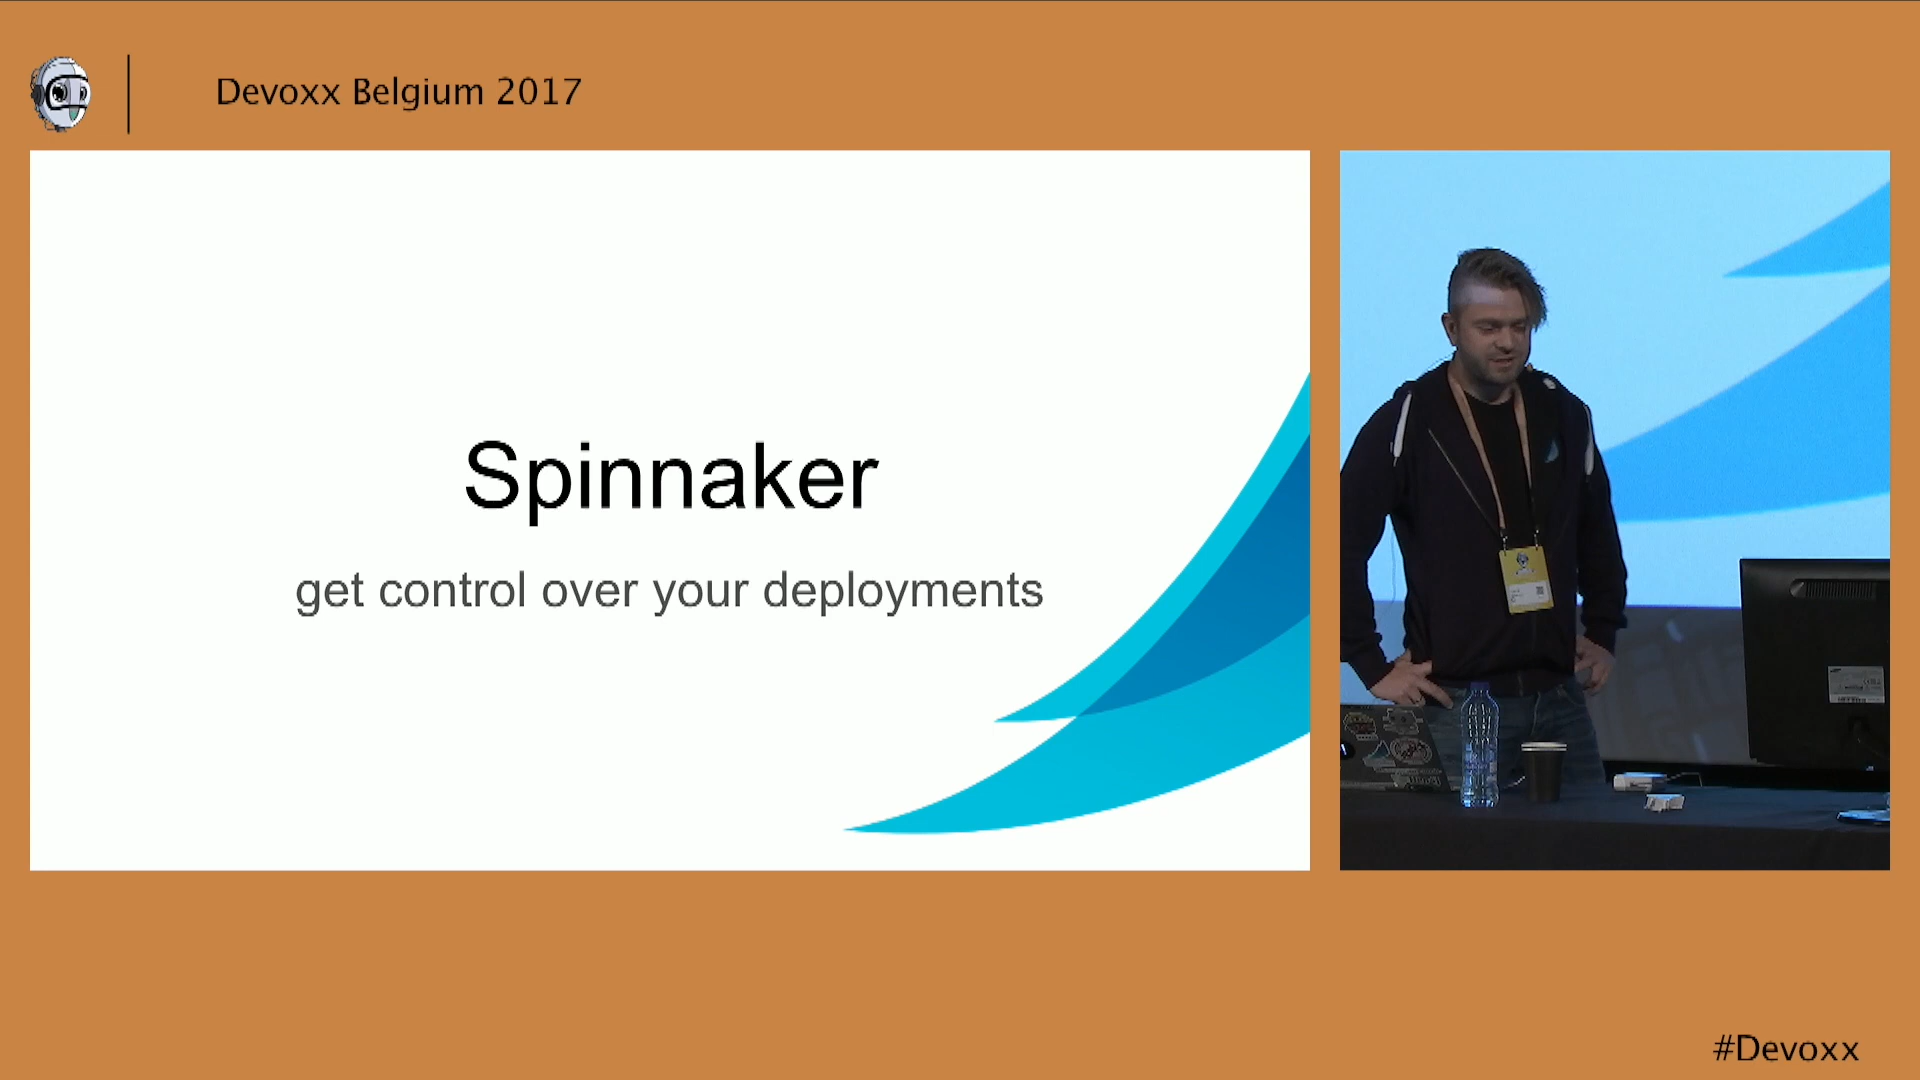 Devoxx Belgium 2017
Spinnaker
get control over your deployments
#Devoxx